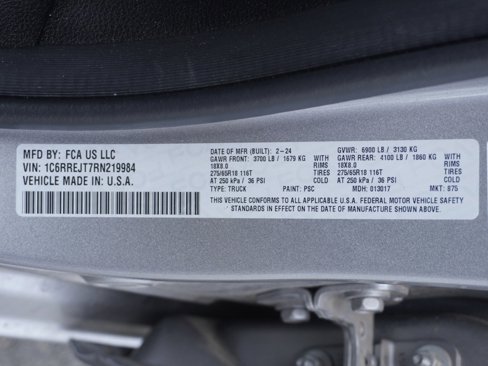 MFD BY: FCA US LLC
VIN: 1C6RREJT7RN219984
VEHICLE MADE IN: U.S.A.
DATE OF MFR (BUILT): 2-24 GVWR: 6900 LB / 3130 KG
GAWR FRONT: 3700 LB / 1679 KG GAWR REAR: 4100 LB / 1860 KG
18X8.0 RIMS 18X8.0 RIMS
275/65R18 116T TIRES 275/65R18 116T TIRES
AT 250 kPa / 36 PSI COLD AT 250 kPa / 36 PSI COLD
TYPE: TRUCK PAINT: PSC MDH: 013017 MKT: 875
THIS VEHICLE CONFORMS TO ALL APPLICABLE U.S.A. FEDERAL MOTOR VEHICLE SAFETY
STANDARDS IN EFFECT ON THE DATE OF MANUFACTURE SHOWN ABOVE.